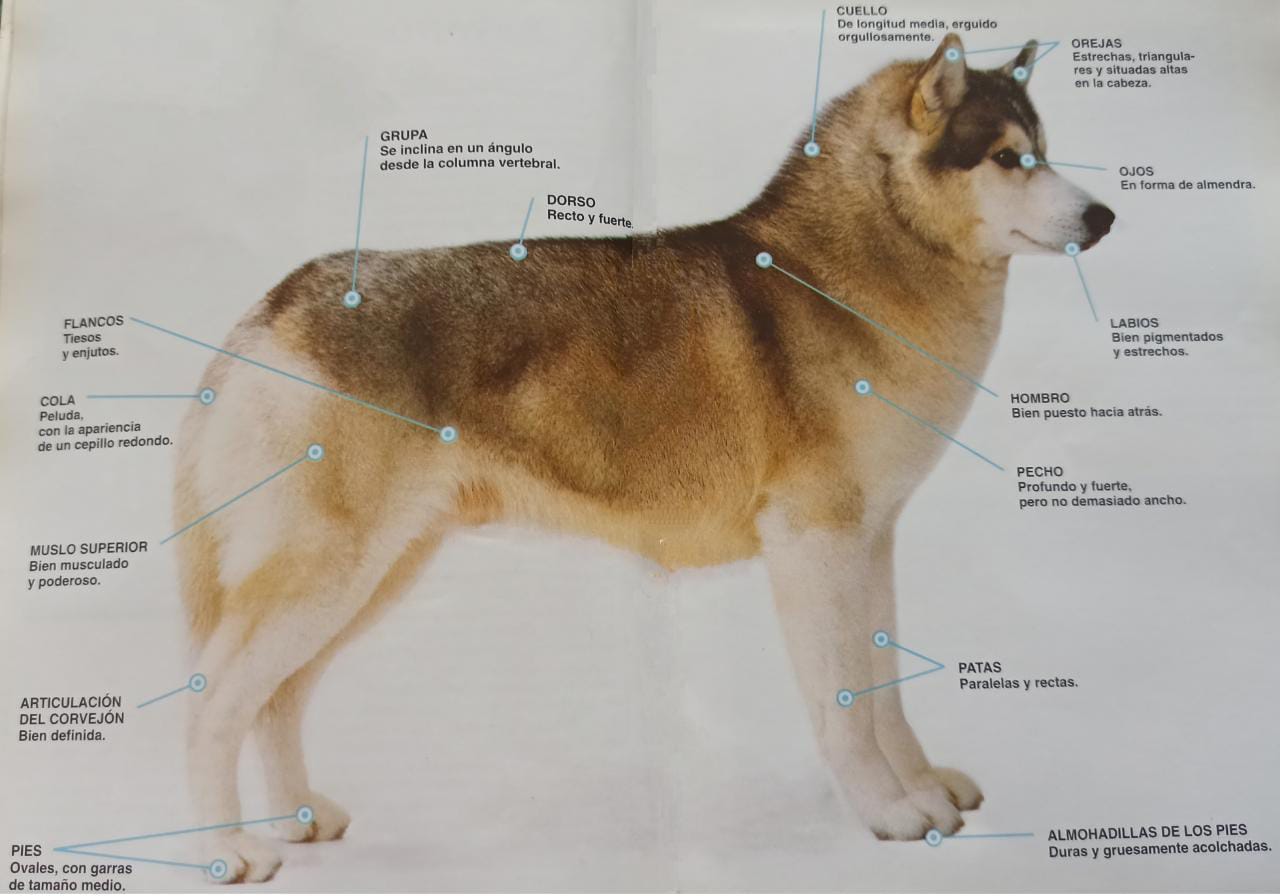 CUELLO
De longitud media, erguido
orgullosamente.
OREJAS
Estrechas, triangula-
res y situadas altas
en la cabeza.
GRUPA
Se inclina en un ángulo
desde la columna vertebral.
DORSO
Recto y fuerte.
OJOS
En forma de almendra.
FLANCOS
Tiesos
y enjutos.
LABIOS
Bien pigmentados
y estrechos.
COLA
Peluda,
con la apariencia
de un cepillo redondo.
HOMBRO
Bien puesto hacia atrás.
PECHO
Profundo y fuerte,
pero no demasiado ancho.
MUSLO SUPERIOR
Bien musculado
y poderoso.
PATAS
Paralelas y rectas.
ARTICULACIÓN
DEL CORVEJÓN
Bien definida.
PIES
Ovales, con garras
de tamaño medio.
ALMOHADILLAS DE LOS PIES
Duras y gruesamente acolchadas.